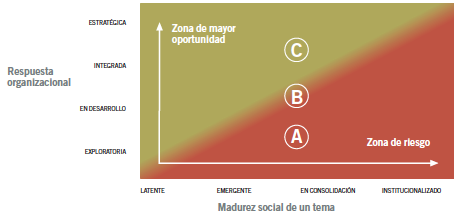 ESTRATÉGICA
Zona de mayor
oportunidad
C
INTEGRADA
Respuesta
organizacional
B
EN DESARROLLO
A
Zona de riesgo
EXPLORATORIA
LATENTE
EMERGENTE
EN CONSOLIDACIÓN
INSTITUCIONALIZADO
Madurez social de un tema